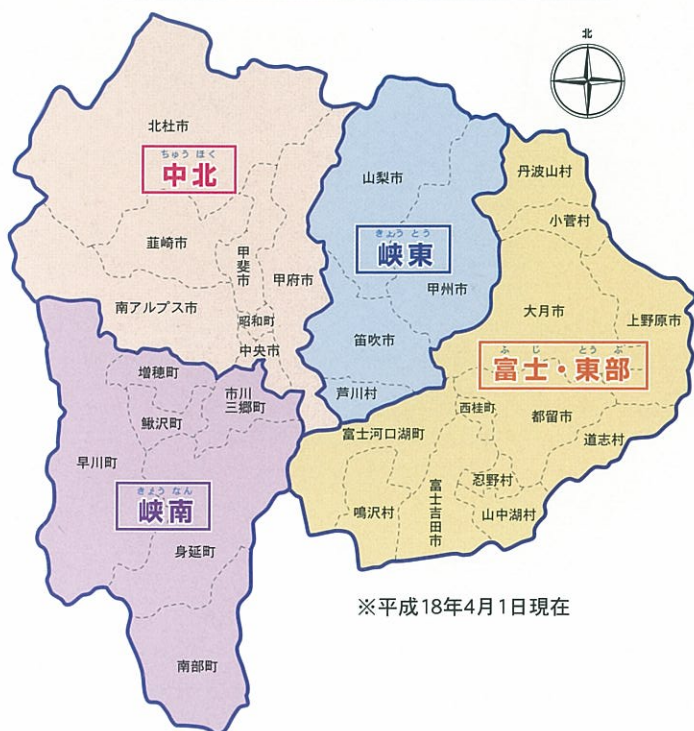 北
北杜市
ちゅう ほく
中北
韮崎市
甲斐市
甲府市
南アルプス市
昭和町
中央市
山梨市
きょう とう
峡東
甲州市
笛吹市
芦川村
丹波山村
小菅村
大月市
上野原市
ふ じ とう ぶ
富士・東部
西桂町
都留市
富士河口湖町
道志村
忍野村
鳴沢村
富士吉田市
山中湖村
増穂町
市川
三郷町
鰍沢町
早川町
きょう なん
峡南
身延町
南部町
※平成18年4月1日現在